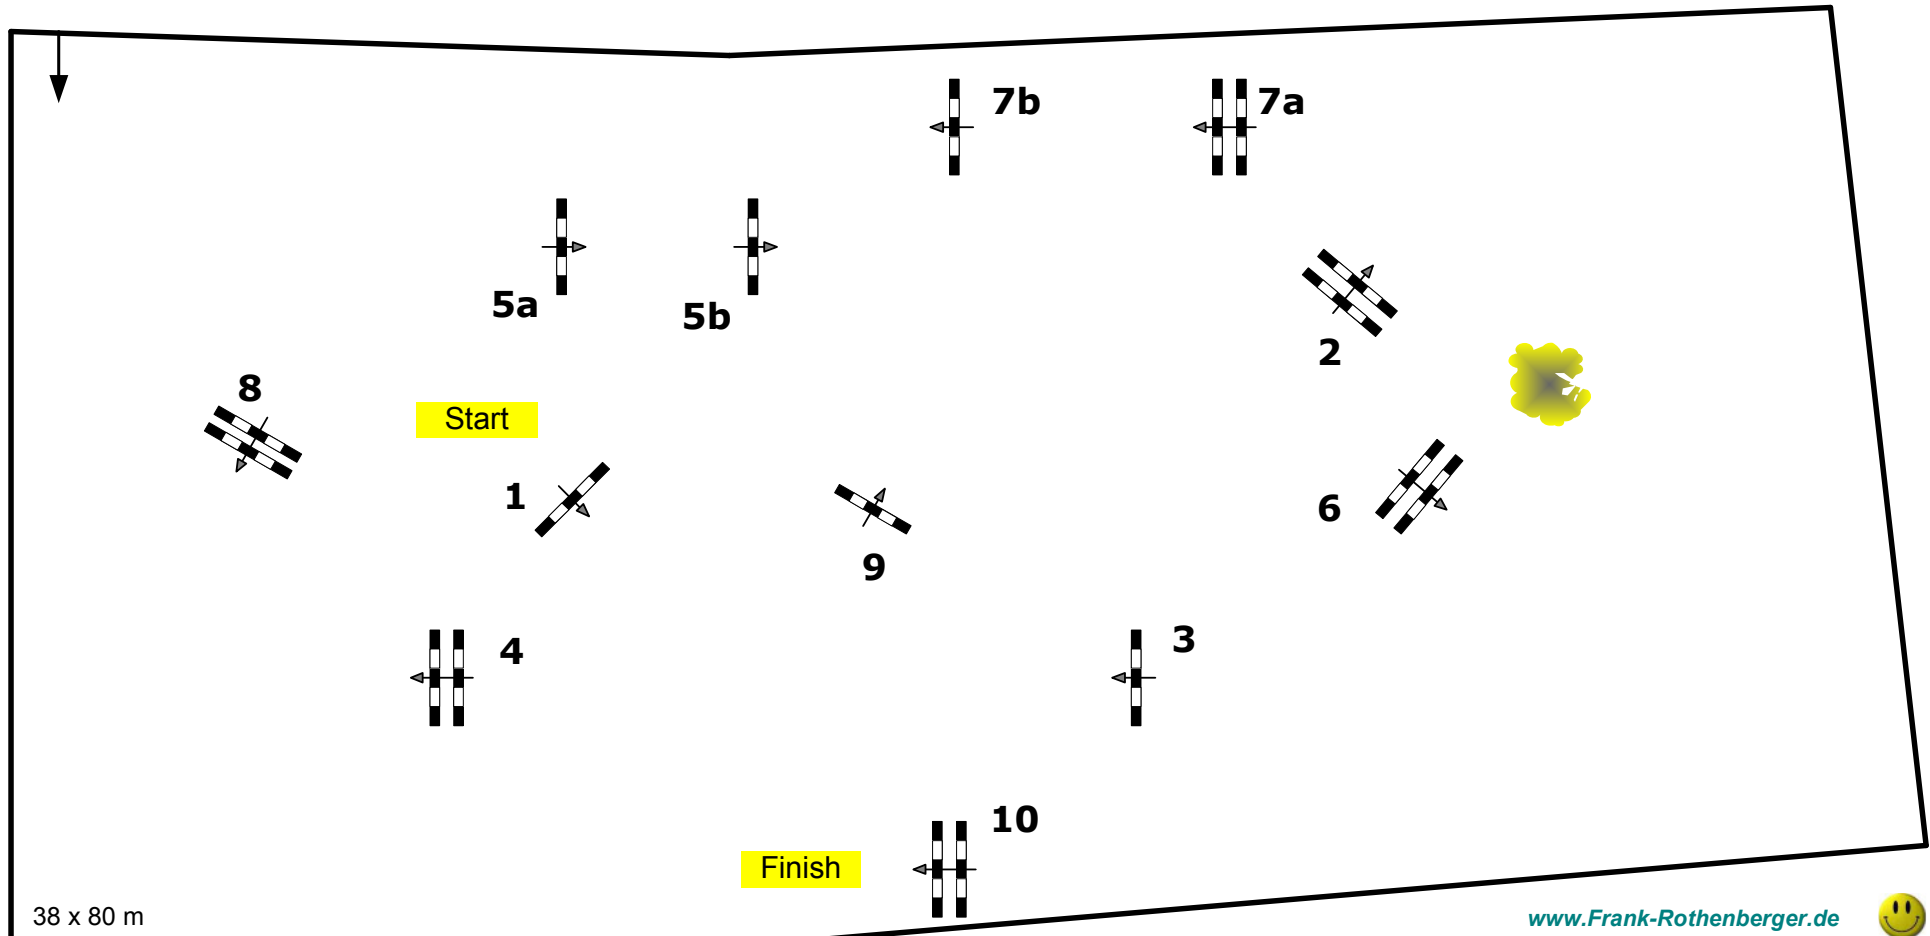 7b
7a
5a
5b
2
8
Start
1
6
9
4
3
10
Finish
38 x 80 m
www.Frank-Rothenberger.de